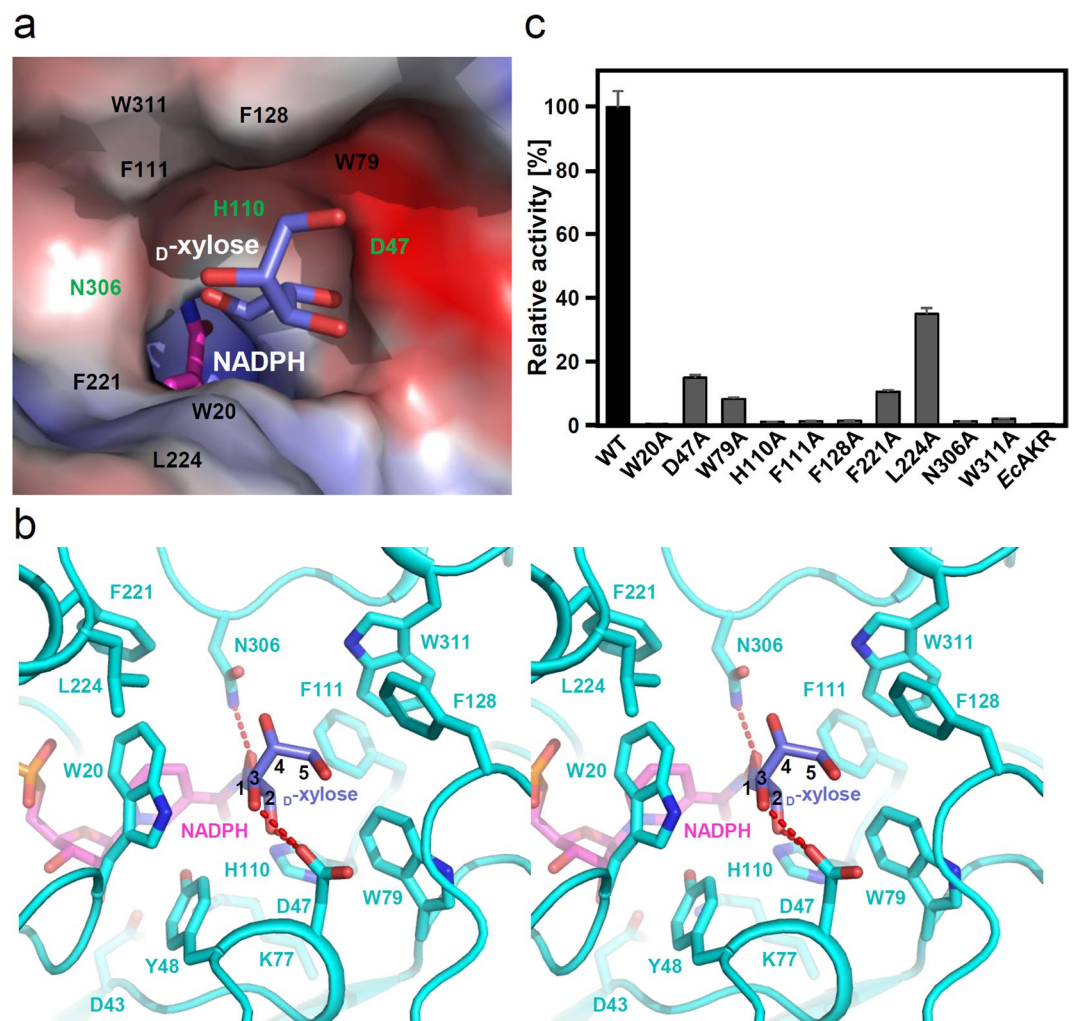 a
W311
F128
F111
W79
H110
D-xylose
D47
N306
NADPH
F221
W20
L224
c
Relative activity [%]
100
80
60
40
20
0
WT
W20A
D47A
W79A
H110A
F111A
F128A
F221A
L224A
N306A
W311A
EcAKR
b
F221
N306
W311
L224
F111
F128
W20
3
4
5
1
2
D-xylose
NADPH
H110
W79
D47
Y48
K77
D43
F221
N306
W311
L224
F111
F128
W20
3
4
5
1
2
D-xylose
NADPH
H110
W79
D47
Y48
K77
D43